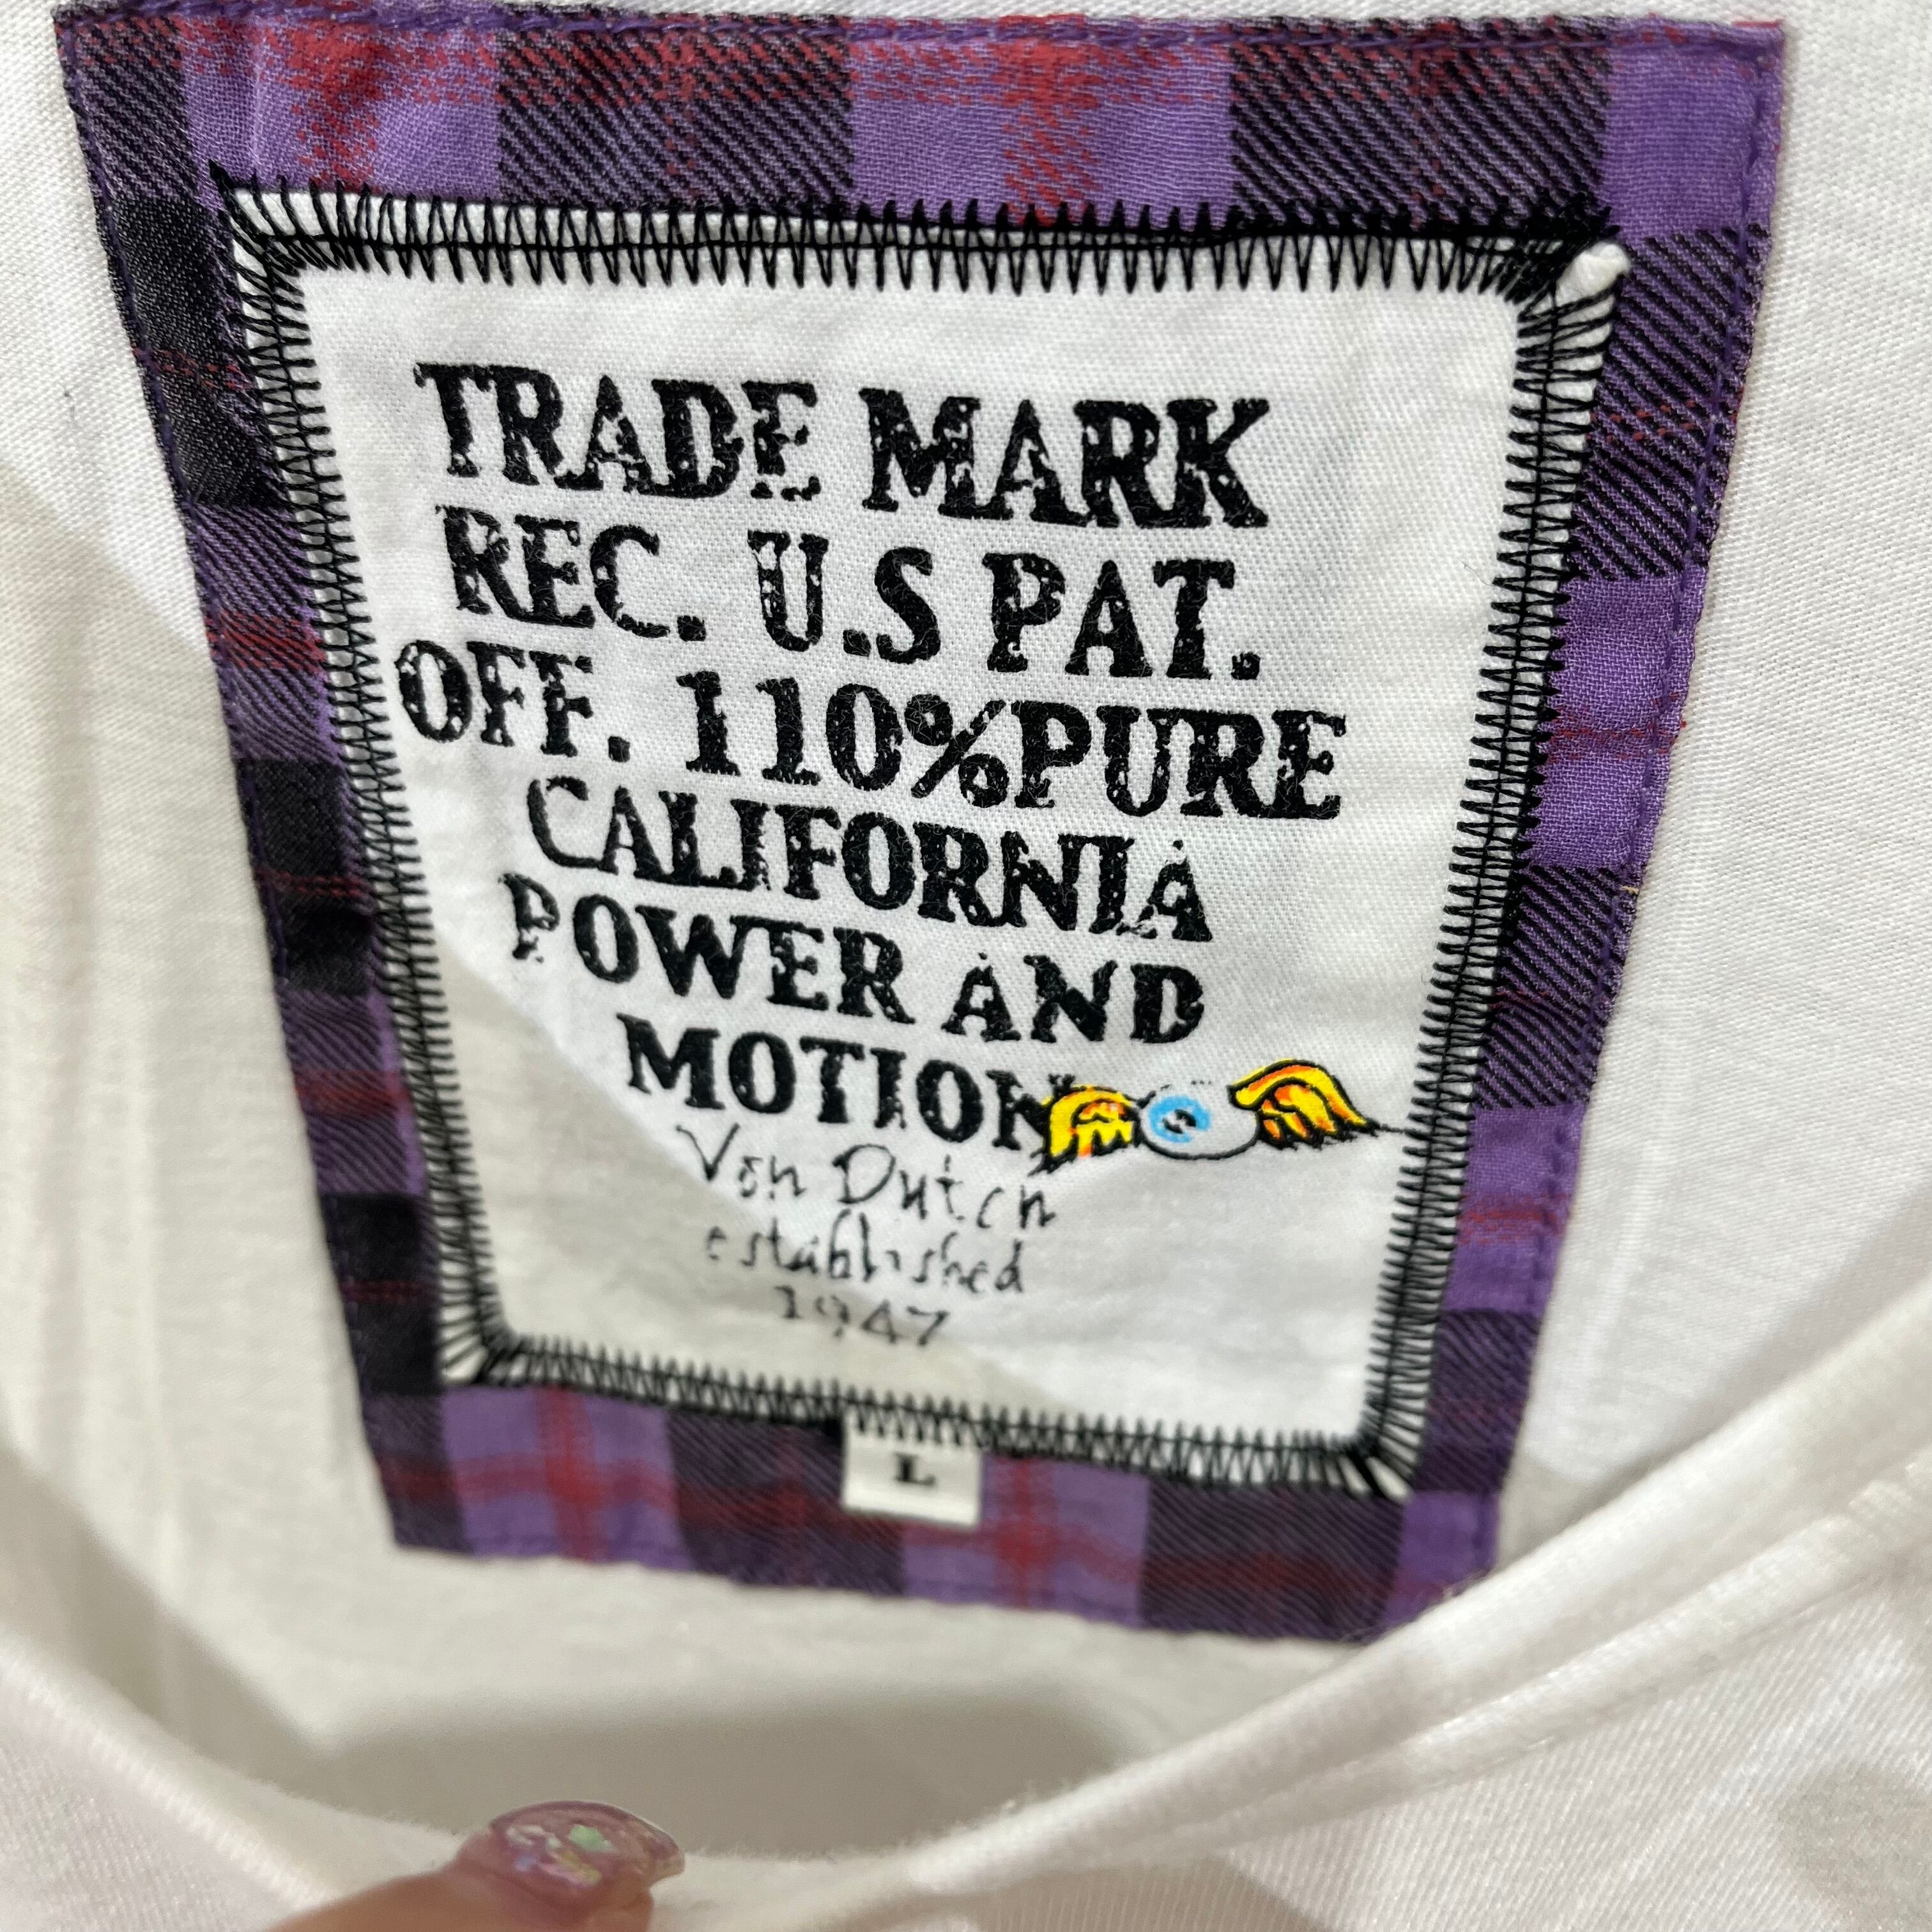 TRADE MARK
REC. U.S PAT.
OFF. 110%PURE
CALIFORNIA
POWER AND
MOTION
Von Dutch
established
1947
L